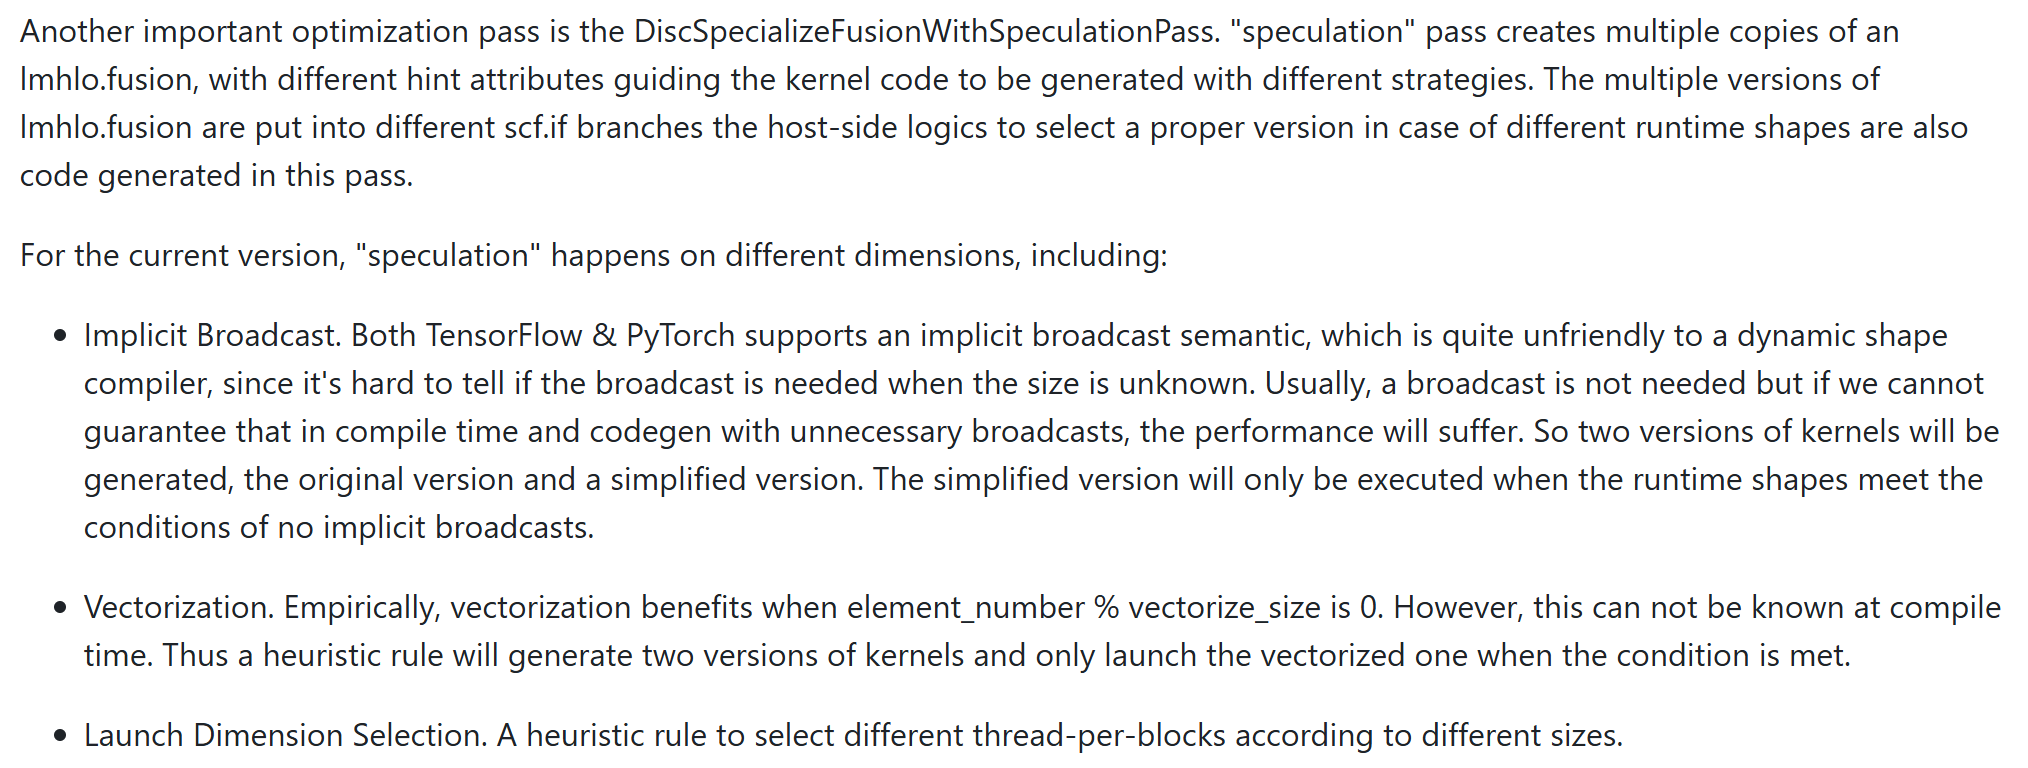 Another important optimization pass is the DiscSpecializeFusionWithSpeculationPass. "speculation" pass creates multiple copies of an
lmhlo.fusion, with different hint attributes guiding the kernel code to be generated with different strategies. The multiple versions of
lmhlo.fusion are put into different scf.if branches the host-side logics to select a proper version in case of different runtime shapes are also
code generated in this pass.
For the current version, "speculation" happens on different dimensions, including:
• Implicit Broadcast. Both TensorFlow & PyTorch supports an implicit broadcast semantic, which is quite unfriendly to a dynamic shape
compiler, since it's hard to tell if the broadcast is needed when the size is unknown. Usually, a broadcast is not needed but if we cannot
guarantee that in compile time and codegen with unnecessary broadcasts, the performance will suffer. So two versions of kernels will be
generated, the original version and a simplified version. The simplified version will only be executed when the runtime shapes meet the
conditions of no implicit broadcasts.
• Vectorization. Empirically, vectorization benefits when element_number % vectorize_size is 0. However, this can not be known at compile
time. Thus a heuristic rule will generate two versions of kernels and only launch the vectorized one when the condition is met.
• Launch Dimension Selection. A heuristic rule to select different thread-per-blocks according to different sizes.